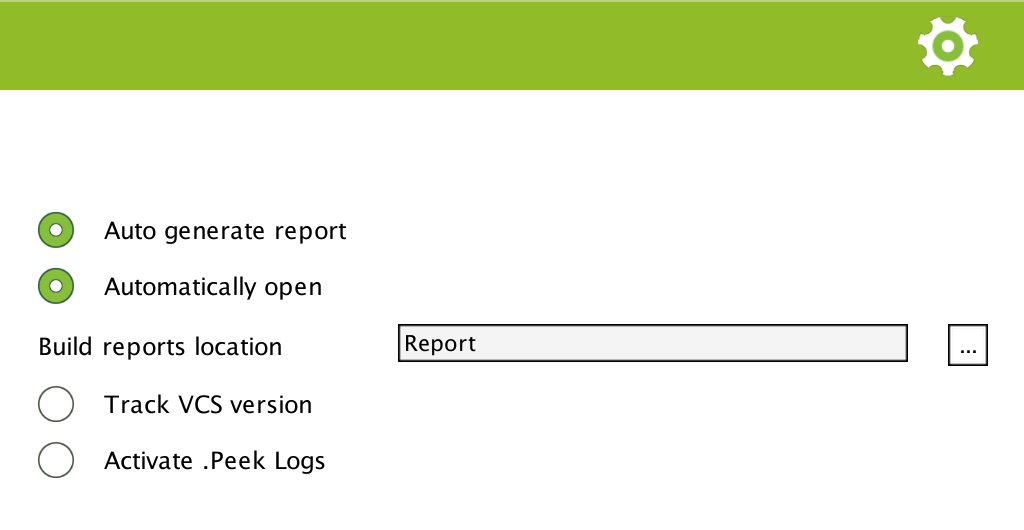 Auto generate report
Automatically open
Build reports location Report ...
Track VCS version
Activate .Peek Logs